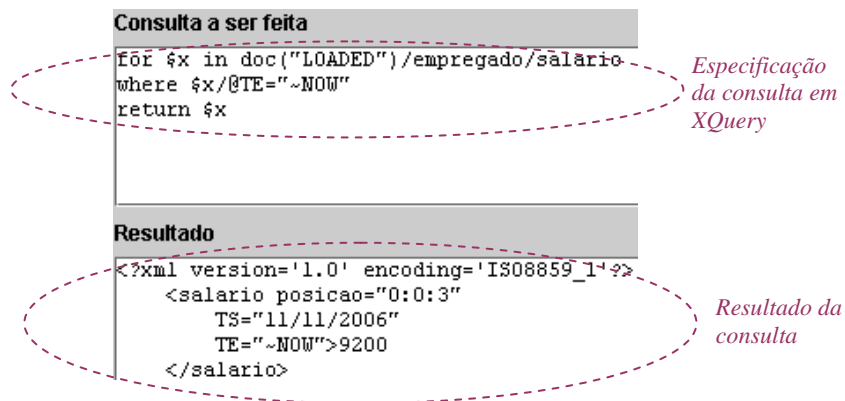 Consulta a ser feita
for $x in doc("LOADED")/empregado/salario
where $x/@TE="~NOW"
return $x
Especificação
da consulta em
XQuery
Resultado
<?xml version='1.0' encoding='ISO8859_1'?>
<salario posicao="0:0:3"
TS="11/11/2006"
TE="~NOW">9200
</salario>
Resultado da
consulta